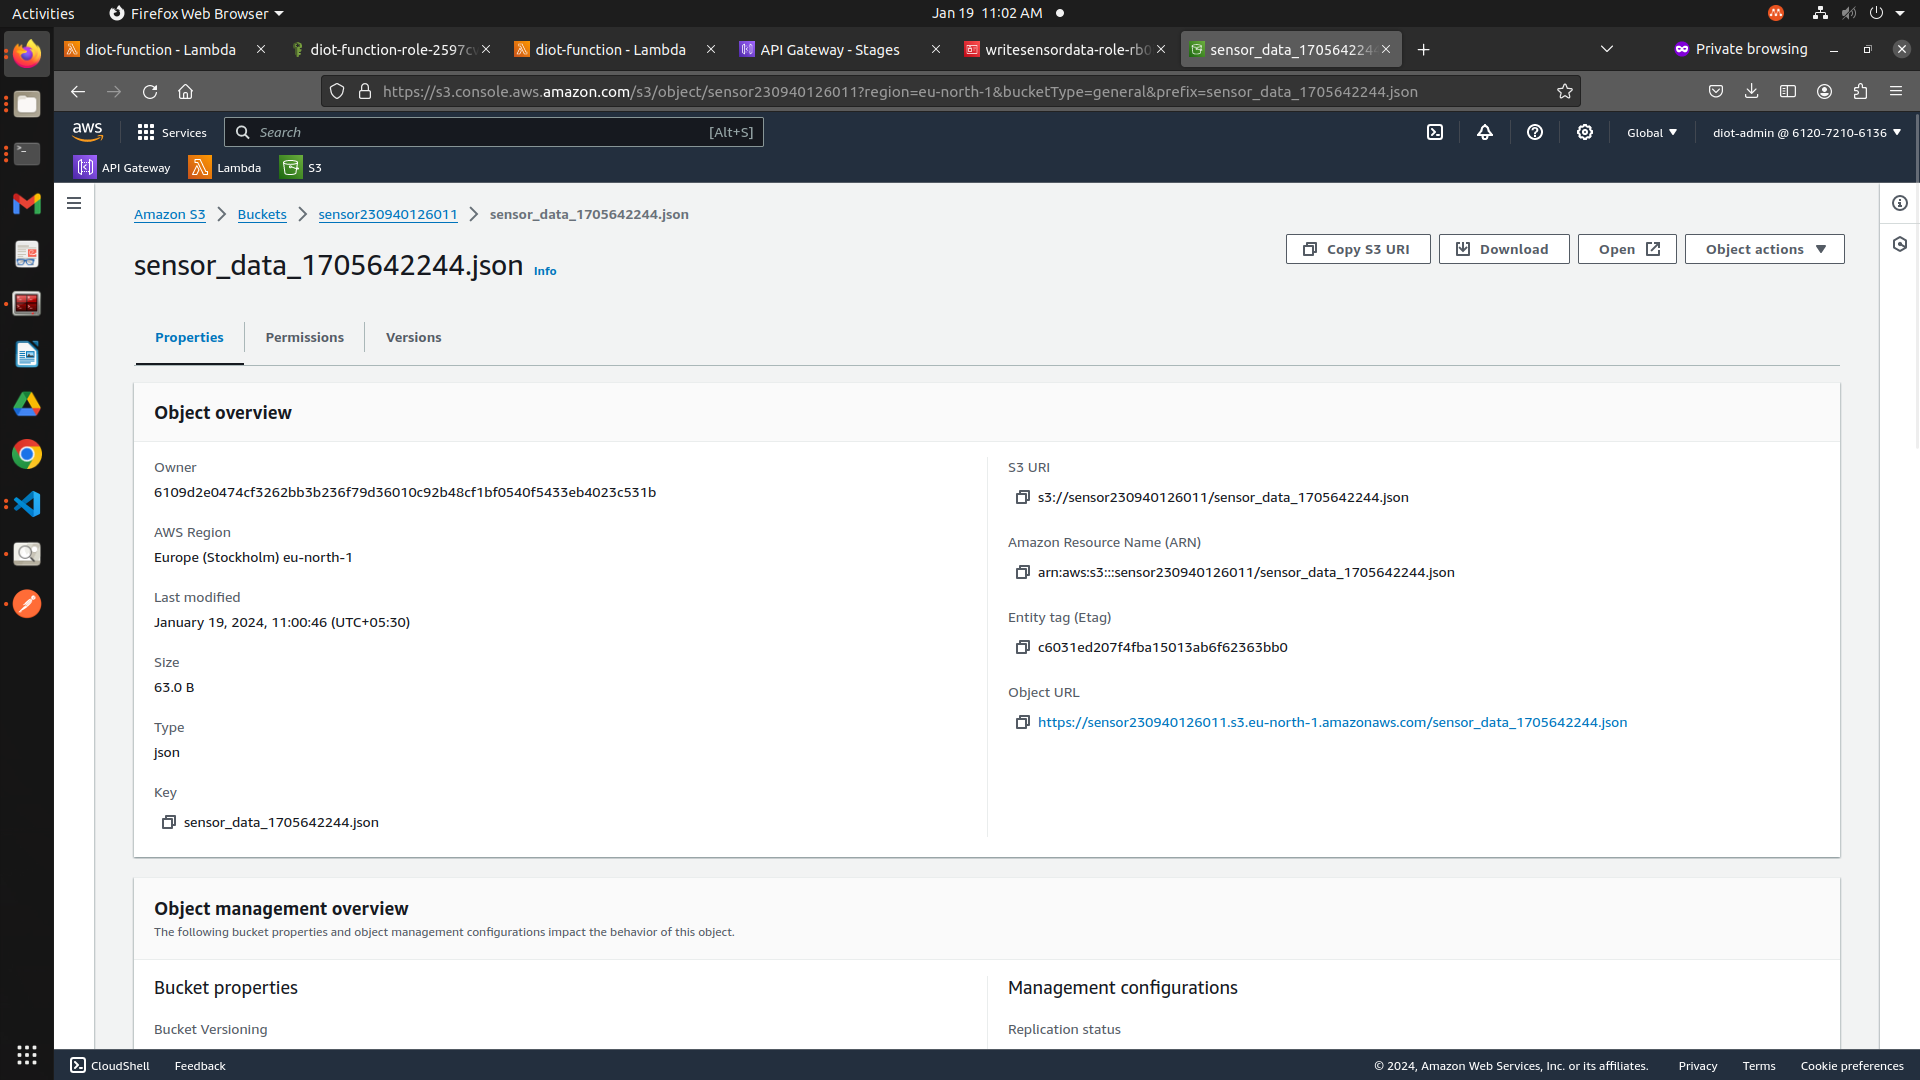 Activities
Firefox Web Browser
Jan 19 11:02 AM
diot-function - Lambda
diot-function-role-2597c
diot-function - Lambda
API Gateway - Stages
writesensordata-role-rb0
sensor_data_170564224
Private browsing
https://s3.console.aws.amazon.com/s3/object/sensor230940126011?region=eu-north-1&bucketType=general&prefix=sensor_data_1705642244.json
aws
Services
Search
[Alt+S]
Global
diot-admin @ 6120-7210-6136
API Gateway
Lambda
S3
Amazon S3
Buckets
sensor230940126011
sensor_data_1705642244.json
sensor_data_1705642244.json
Info
Copy S3 URI
Download
Open
Object actions
Properties
Permissions
Versions
Object overview
Owner
6109d2e0474cf3262bb3b236f79d36010c92b48cf1bf0540f5433eb4023c531b
AWS Region
Europe (Stockholm) eu-north-1
Last modified
January 19, 2024, 11:00:46 (UTC+05:30)
Size
63.0 B
Type
json
Key
sensor_data_1705642244.json
S3 URI
s3://sensor230940126011/sensor_data_1705642244.json
Amazon Resource Name (ARN)
arn:aws:s3:::sensor230940126011/sensor_data_1705642244.json
Entity tag (Etag)
c6031ed207f4fba15013ab6f62363bb0
Object URL
https://sensor230940126011.s3.eu-north-1.amazonaws.com/sensor_data_1705642244.json
Object management overview
The following bucket properties and object management configurations impact the behavior of this object.
Bucket properties
Bucket Versioning
Management configurations
Replication status
CloudShell
Feedback
© 2024, Amazon Web Services, Inc. or its affiliates.
Privacy
Terms
Cookie preferences